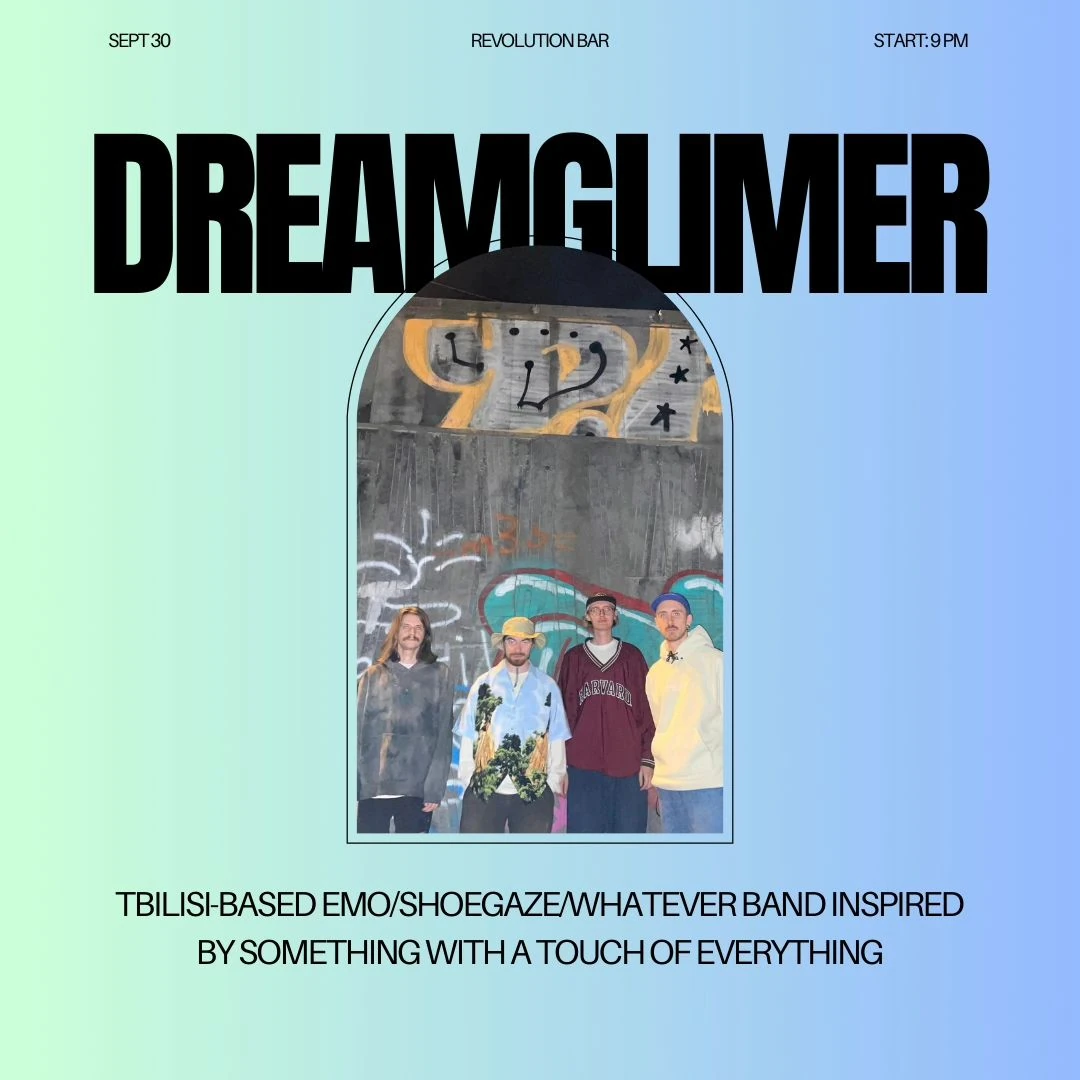 SEPT 30
REVOLUTION BAR
START: 9 PM
DREAMGLIMER
HARVARD
TBILISI-BASED EMO/SHOEGAZE/WHATEVER BAND INSPIRED
BY SOMETHING WITH A TOUCH OF EVERYTHING